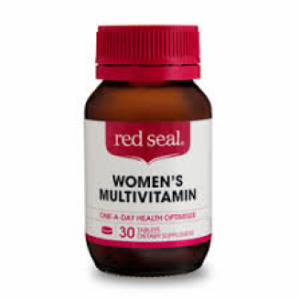 red seal®
WOMEN'S
MULTIVITAMIN
ONE-A-DAY HEALTH OPTIMISER
30 TABLETS
DIETARY SUPPLEMENT